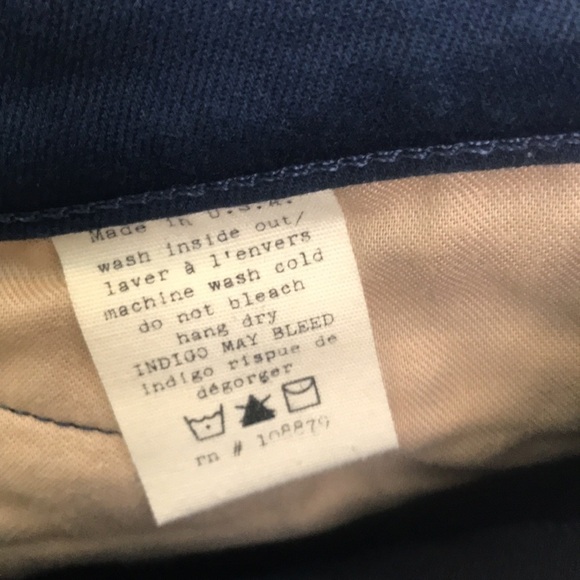 Made in U.S.A.
wash inside out/
laver à l'envers
machine wash cold
do not bleach
hang dry
INDIGO MAY BLEED
indigo rispue de
dégorger
rn # 108879